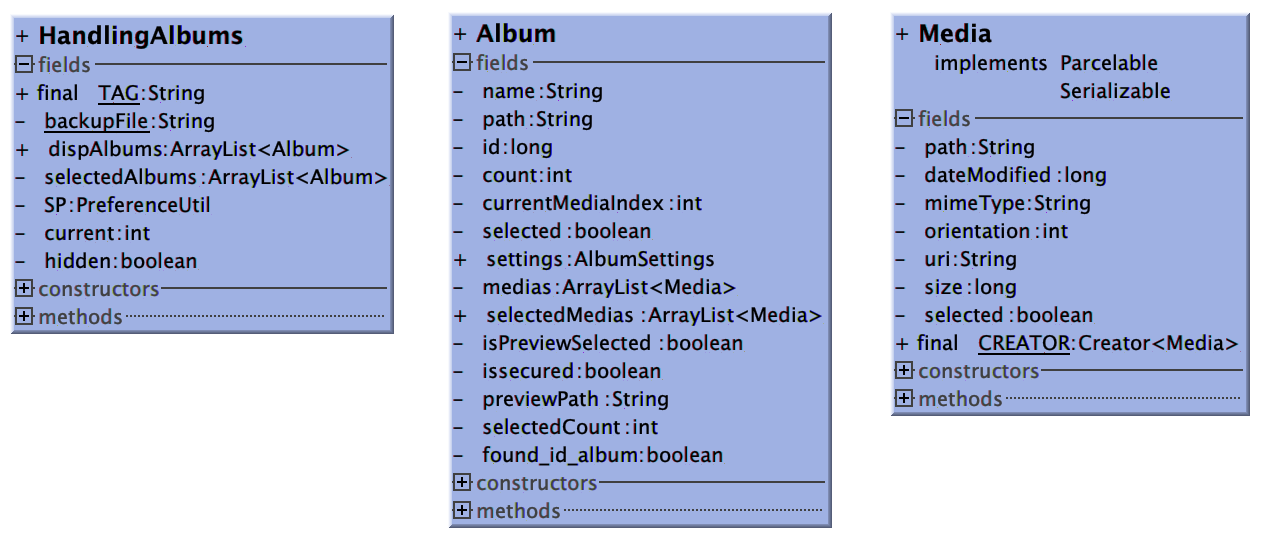 + HandlingAlbums
fields
+ final TAG:String
- backupFile:String
+ dispAlbums:ArrayList<Album>
- selectedAlbums:ArrayList<Album>
- SP:PreferenceUtil
- current:int
- hidden:boolean
constructors
methods
+ Album
fields
- name:String
- path:String
- id:long
- count:int
- currentMediaIndex:int
- selected:boolean
+ settings:AlbumSettings
- medias:ArrayList<Media>
+ selectedMedias:ArrayList<Media>
- isPreviewSelected:boolean
- issecured:boolean
- previewPath:String
- selectedCount:int
- found_id_album:boolean
constructors
methods
+ Media
implements Parcelable
Serializable
fields
- path:String
- dateModified:long
- mimeType:String
- orientation:int
- uri:String
- size:long
- selected:boolean
+ final CREATOR:Creator<Media>
constructors
methods